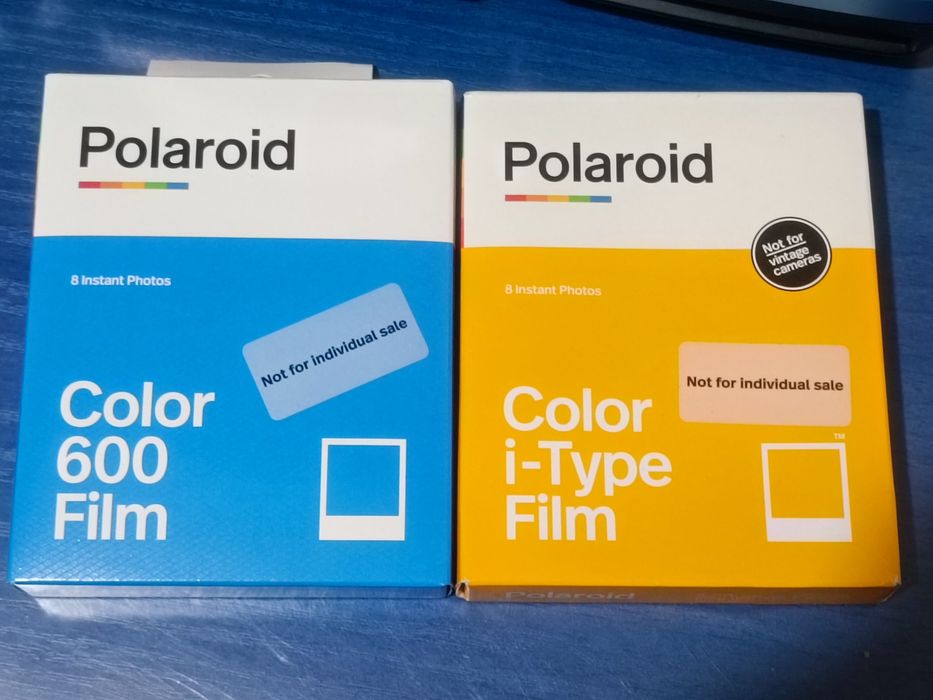 Polaroid
8 Instant Photos
Not for individual sale
Color
600
Film
Polaroid
Not for
vintage
cameras
8 Instant Photos
Not for individual sale
Color
i-Type
Film
TM
Polaroid